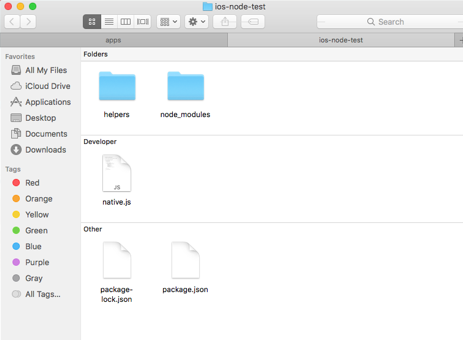 ios-node-test
Search
apps
ios-node-test
Favorites
All My Files
iCloud Drive
Applications
Desktop
Documents
Downloads
Tags
Red
Orange
Yellow
Green
Blue
Purple
Gray
All Tags...
Folders
helpers
node_modules
Developer
JS
native.js
Other
package-
lock.json
package.json